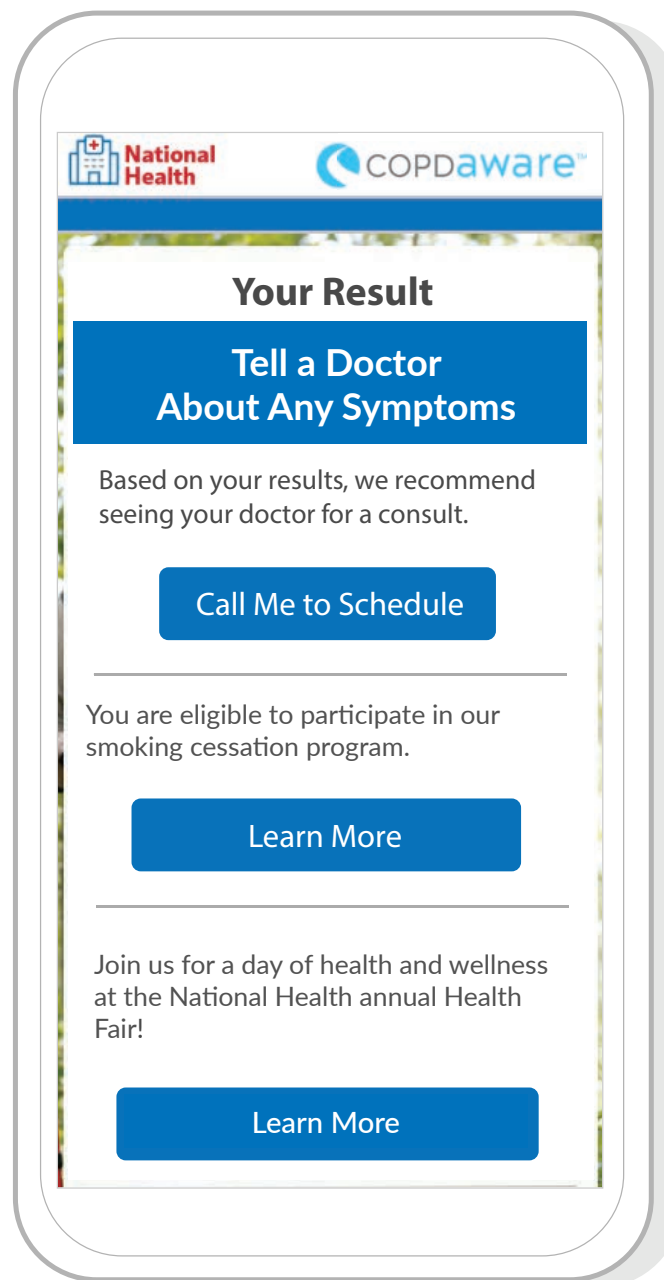 National
Health
COPDaware™
Your Result
Tell a Doctor
About Any Symptoms
Based on your results, we recommend
seeing your doctor for a consult.
Call Me to Schedule
You are eligible to participate in our
smoking cessation program.
Learn More
Join us for a day of health and wellness
at the National Health annual Health
Fair!
Learn More